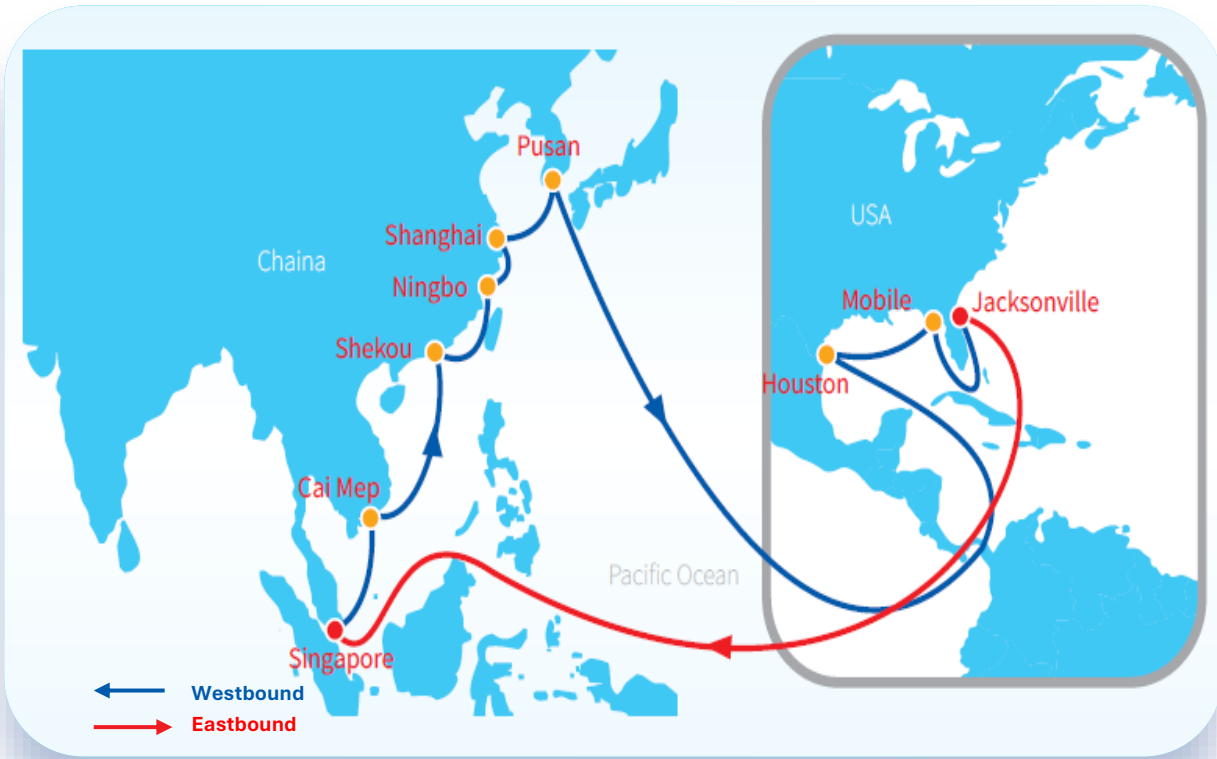 Pusan
Shanghai
Chaina
Ningbo
Shekou
Cai Mep
Singapore
Pacific Ocean
USA
Mobile
Jacksonville
Houston
Westbound
Eastbound